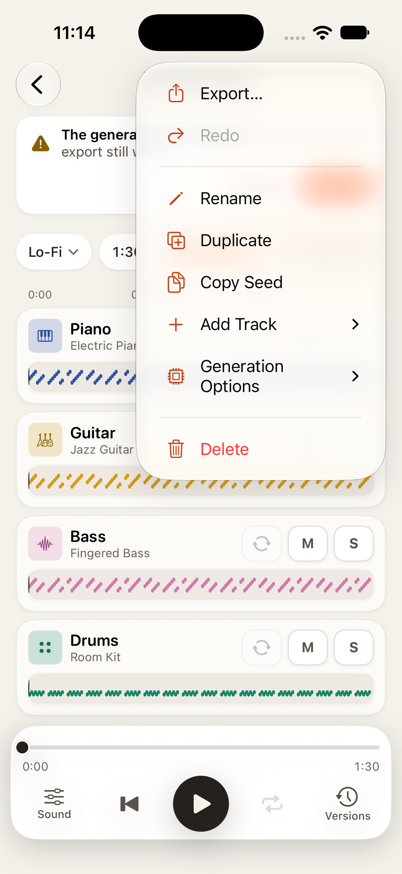 11:14
Export...
Redo
The genera
export still
Rename
Duplicate
Lo-Fi
1:30
Copy Seed
0:00
Add Track
Piano
Electric Pian
Generation
Options
Guitar
Jazz Guitar
Delete
Bass
Fingered Bass
M
S
Drums
Room Kit
M
S
0:00
1:30
Sound
Versions